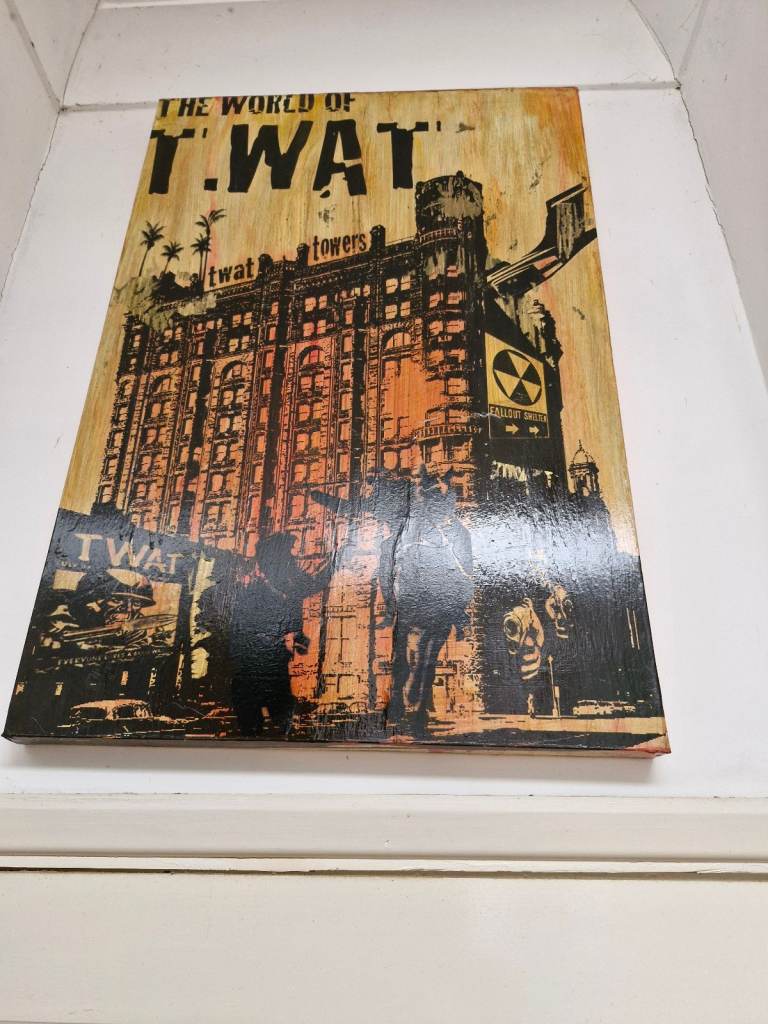 THE WORLD OF
T.WAT
twat towers
FALLOUT SHELTER
TWAT